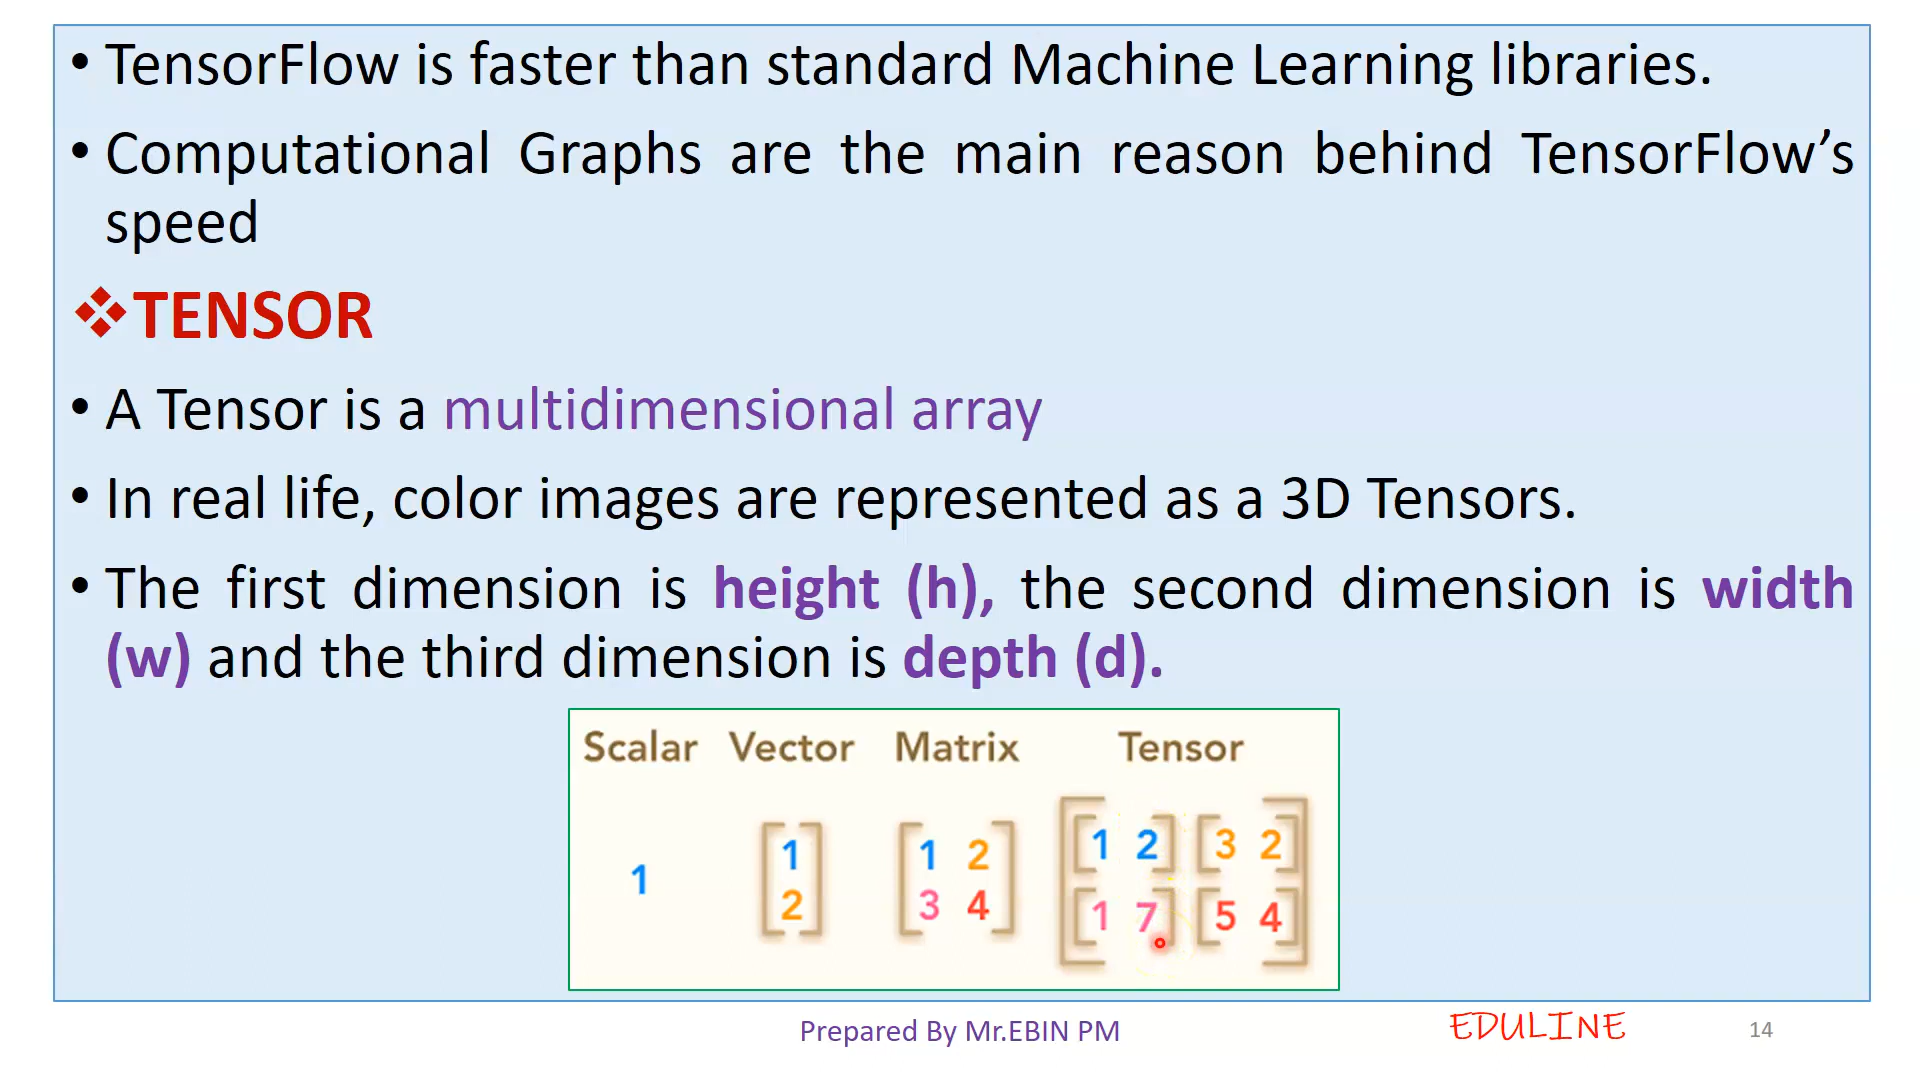 • TensorFlow is faster than standard Machine Learning libraries.
• Computational Graphs are the main reason behind TensorFlow’s
speed
❖TENSOR
• A Tensor is a multidimensional array
• In real life, color images are represented as a 3D Tensors.
• The first dimension is height (h), the second dimension is width
(w) and the third dimension is depth (d).
Scalar Vector Matrix Tensor
1
1
2
1 2
3 4
1 2 3 2
1 7 5 4
Prepared By Mr.EBIN PM
EDULINE
14